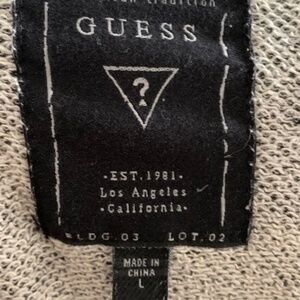 tradition
GUESS
?
·EST.1981·
Los Angeles
·California·
BLDG.03 LOT.02
MADE IN
CHINA
L